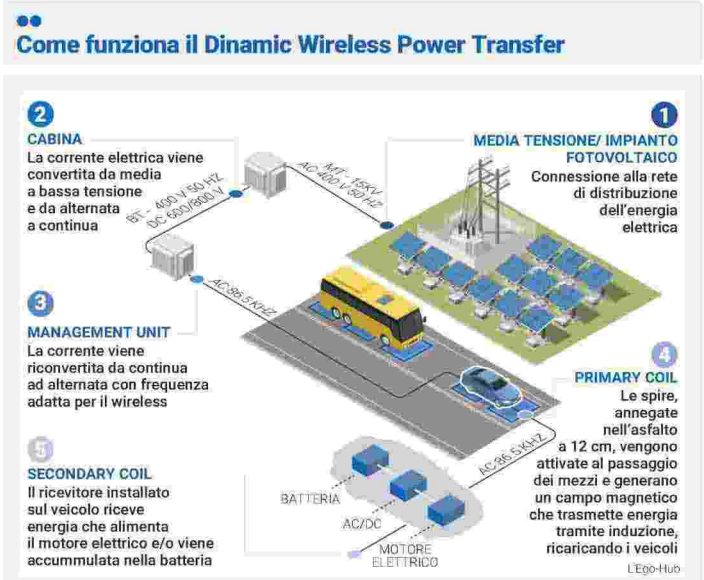 Come funziona il Dinamic Wireless Power Transfer
2
CABINA
La corrente elettrica viene
convertita da media
a bassa tensione
e da alternata
a continua
BT - 400 V 50 HZ
DC 600/800 V
MT - 15KV
AC 400 V 50 HZ
1
MEDIA TENSIONE/ IMPIANTO
FOTOVOLTAICO
Connessione alla rete
di distribuzione
dell'energia
elettrica
3
MANAGEMENT UNIT
La corrente viene
riconvertita da continua
ad alternata con frequenza
adatta per il wireless
AC 86.5 KHZ
4
PRIMARY COIL
Le spire,
annegate
nell'asfalto
a 12 cm, vengono
attivate al passaggio
dei mezzi e generano
un campo magnetico
che trasmette energia
tramite induzione,
ricaricando i veicoli
AC 86.5 KHZ
5
SECONDARY COIL
Il ricevitore installato
sul veicolo riceve
energia che alimenta
il motore elettrico e/o viene
accummulata nella batteria
BATTERIA
AC/DC
MOTORE
ELETTRICO
L'Ego-Hub